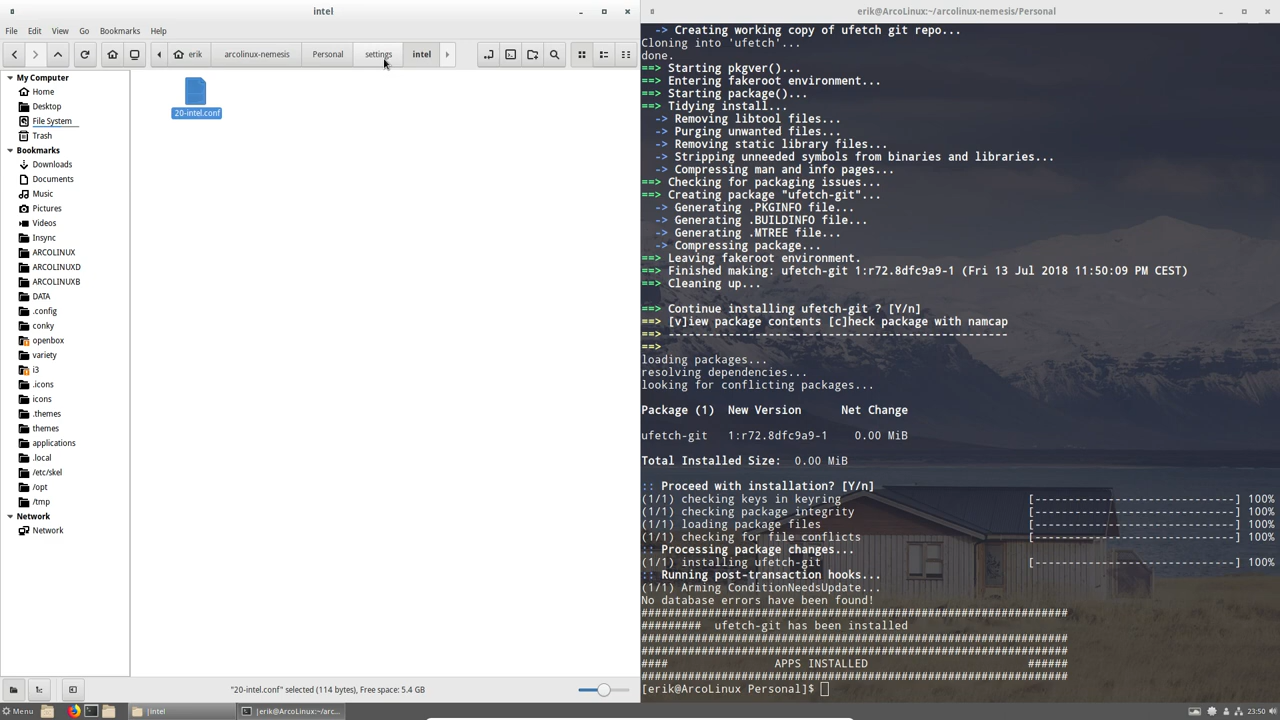 intel
File Edit View Go Bookmarks Help
erik arcolinux-nemesis Personal settings intel
My Computer
Home
Desktop
File System
Trash
Bookmarks
Downloads
Documents
Music
Pictures
Videos
Insync
ARCOLINUX
ARCOLINUXD
ARCOLINUXB
DATA
.config
conky
openbox
variety
i3
.icons
icons
.themes
themes
applications
.local
/etc/skel
/opt
/tmp
Network
Network
20-intel.conf
"20-intel.conf" selected (114 bytes), Free space: 5.4 GB
erik@ArcoLinux:~/arcolinux-nemesis/Personal
-> Creating working copy of ufetch git repo...
Cloning into 'ufetch'...
done.
==> Starting pkgver()...
==> Entering fakeroot environment...
==> Starting package()...
==> Tidying install...
-> Removing libtool files...
-> Purging unwanted files...
-> Removing static library files...
-> Stripping unneeded symbols from binaries and libraries...
-> Compressing man and info pages...
==> Checking for packaging issues...
==> Creating package "ufetch-git"...
-> Generating .PKGINFO file...
-> Generating .BUILDINFO file...
-> Generating .MTREE file...
-> Compressing package...
==> Leaving fakeroot environment.
==> Finished making: ufetch-git 1:r72.8dfc9a9-1 (Fri 13 Jul 2018 11:50:09 PM CEST)
==> Cleaning up...
==> Continue installing ufetch-git ? [Y/n]
==> [v]iew package contents [c]heck package with namcap
==> ---------------------------------------------------
==>
loading packages...
resolving dependencies...
looking for conflicting packages...
Package (1) New Version Net Change
ufetch-git 1:r72.8dfc9a9-1 0.00 MiB
Total Installed Size: 0.00 MiB
:: Proceed with installation? [Y/n]
(1/1) checking keys in keyring [------------------------------] 100%
(1/1) checking package integrity [------------------------------] 100%
(1/1) loading package files [------------------------------] 100%
(1/1) checking for file conflicts [------------------------------] 100%
:: Processing package changes...
(1/1) installing ufetch-git [------------------------------] 100%
:: Running post-transaction hooks...
(1/1) Arming ConditionNeedsUpdate...
No database errors have been found!
################################################################
######### ufetch-git has been installed
################################################################
################################################################
#### APPS INSTALLED ######
################################################################
[erik@ArcoLinux Personal]$
Menu |intel |erik@ArcoLinux:~/arc... 23:50